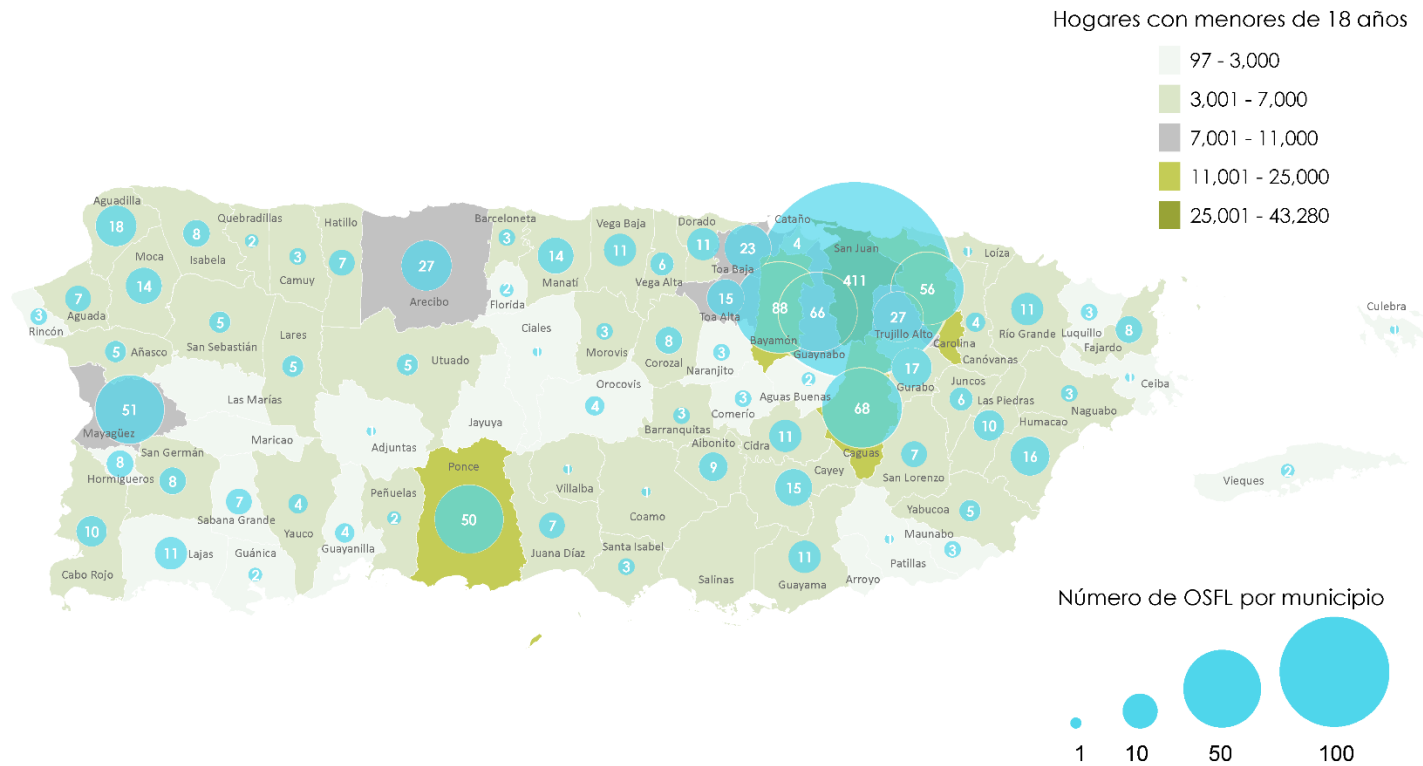 Hogares con menores de 18 años
97 - 3,000
3,001 - 7,000
7,001 - 11,000
11,001 - 25,000
25,001 - 43,280
Aguadilla
18
Isabela
8
Quebradillas
2
Camuy
3
Hatillo
7
Arecibo
27
Barceloneta
3
Manatí
14
Vega Baja
11
Vega Alta
6
Dorado
11
Toa Baja
23
Cataño
4
San Juan
411
Loíza
1
Moca
14
Rincón
3
Aguada
7
Añasco
5
San Sebastián
5
Lares
5
Utuado
5
Florida
2
Ciales
1
Morovis
3
Corozal
8
Toa Alta
15
Naranjito
3
Bayamón
88
Guaynabo
66
Trujillo Alto
27
Carolina
56
Canóvanas
4
Río Grande
11
Luquillo
3
Fajardo
8
Ceiba
1
Culebra
1
Vieques
2
Mayagüez
51
Las Marías
Maricao
Hormigueros
8
San Germán
8
Sabana Grande
7
Cabo Rojo
10
Lajas
11
Guánica
2
Yauco
4
Guayanilla
4
Adjuntas
1
Jayuya
Peñuelas
2
Ponce
50
Orocovís
4
Villalba
1
Juana Díaz
7
Coamo
1
Santa Isabel
3
Barranquitas
3
Comerío
3
Aguas Buenas
2
Aibonito
9
Cidra
11
Caguas
68
Gurabo
17
Juncos
6
Las Piedras
10
Naguabo
3
Humacao
16
San Lorenzo
7
Cayey
15
Salinas
Guayama
11
Arroyo
Patillas
1
Maunabo
3
Yabucoa
5
Número de OSFL por municipio
1
10
50
100